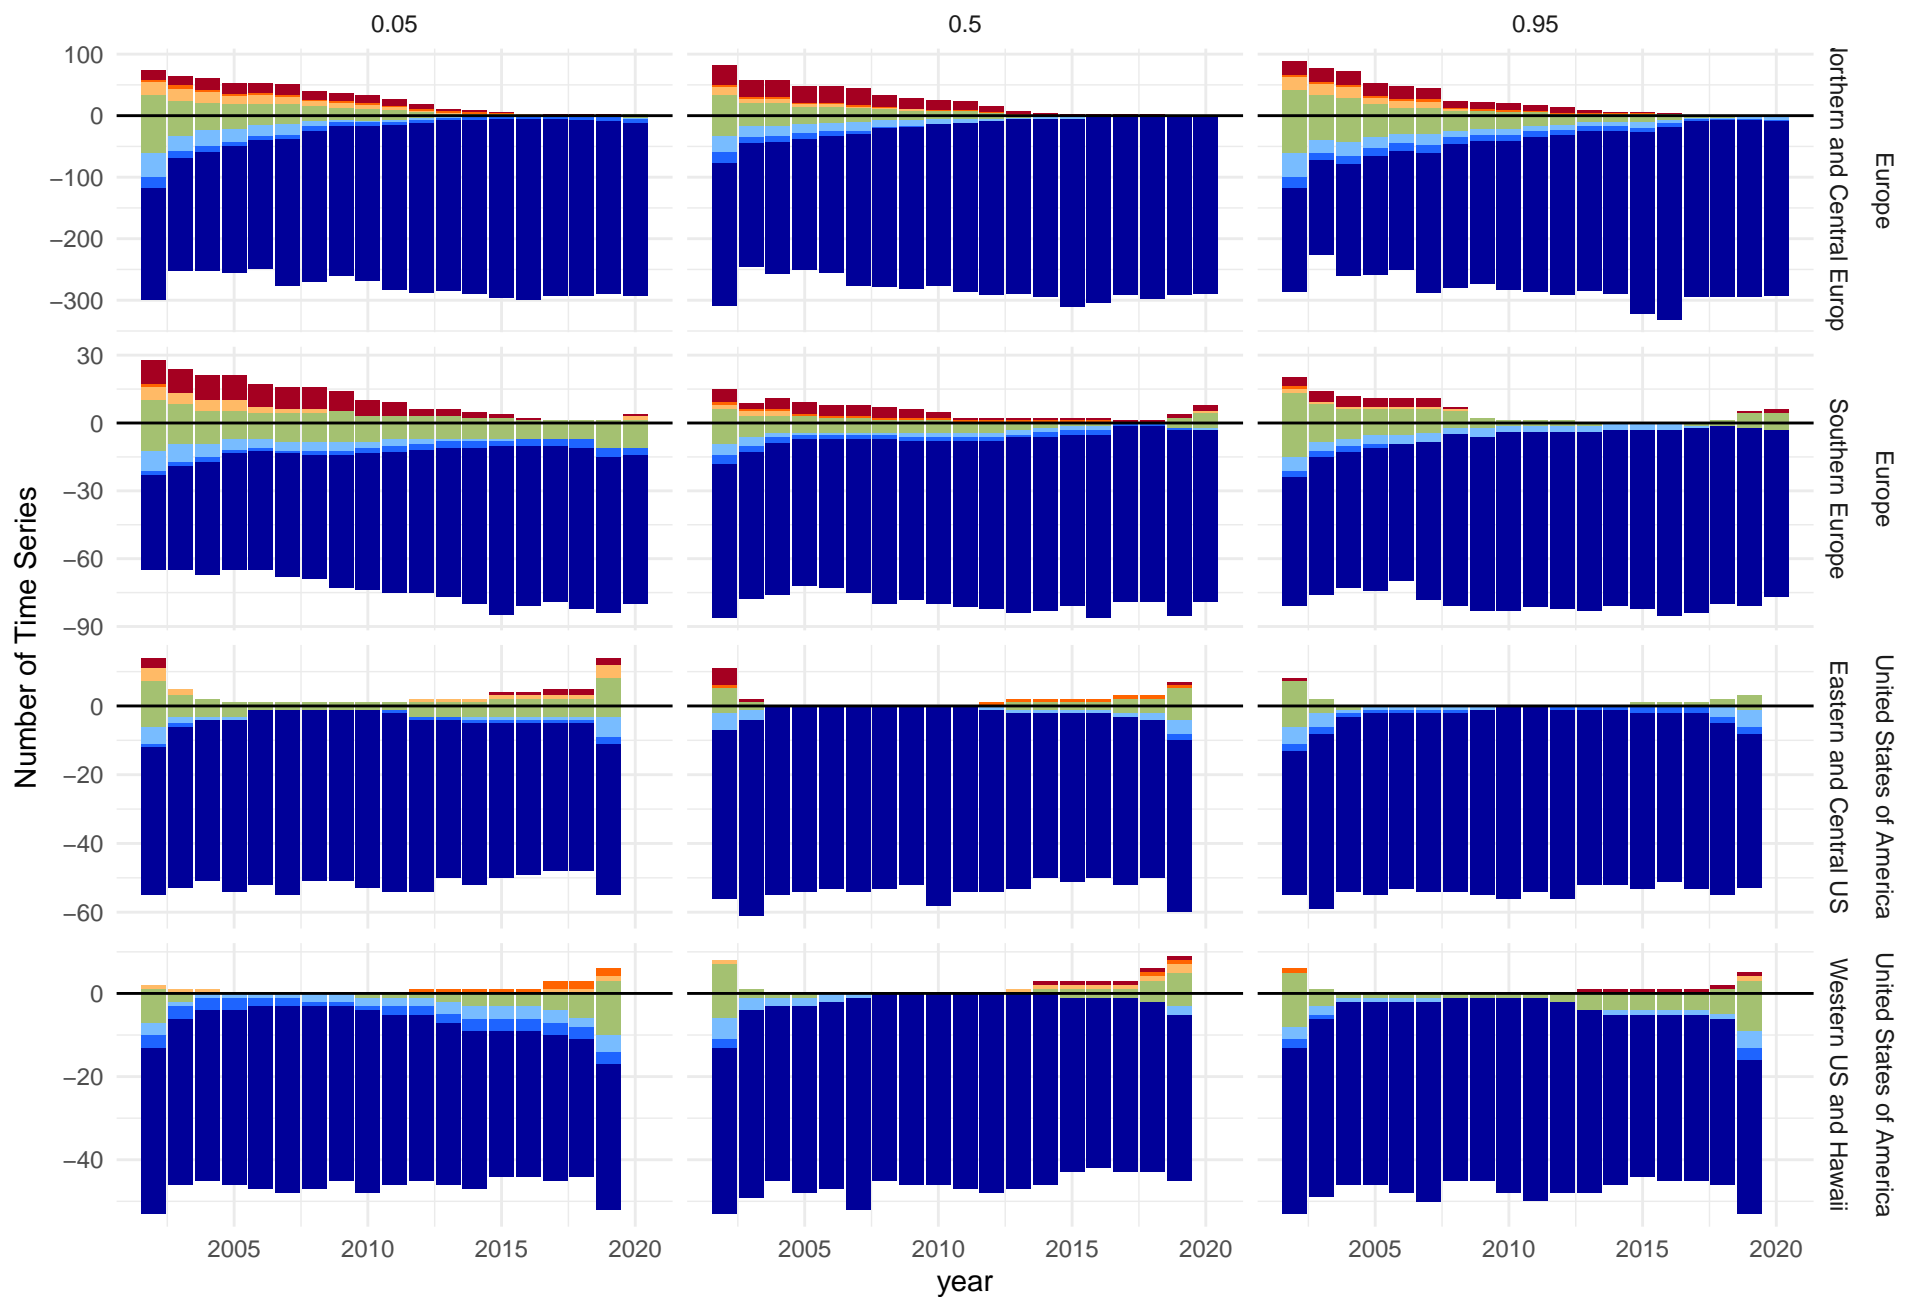 0.05 0.5 0.95
100
0
−100
−200
−300
Northern and Central Europ
Europe
30
0
−30
−60
−90
Southern Europe
Europe
0
−20
−40
−60
Eastern and Central US
United States of America
0
−20
−40
Western US and Hawaii
United States of America
Number of Time Series
2005 2010 2015 2020 2005 2010 2015 2020 2005 2010 2015 2020
year